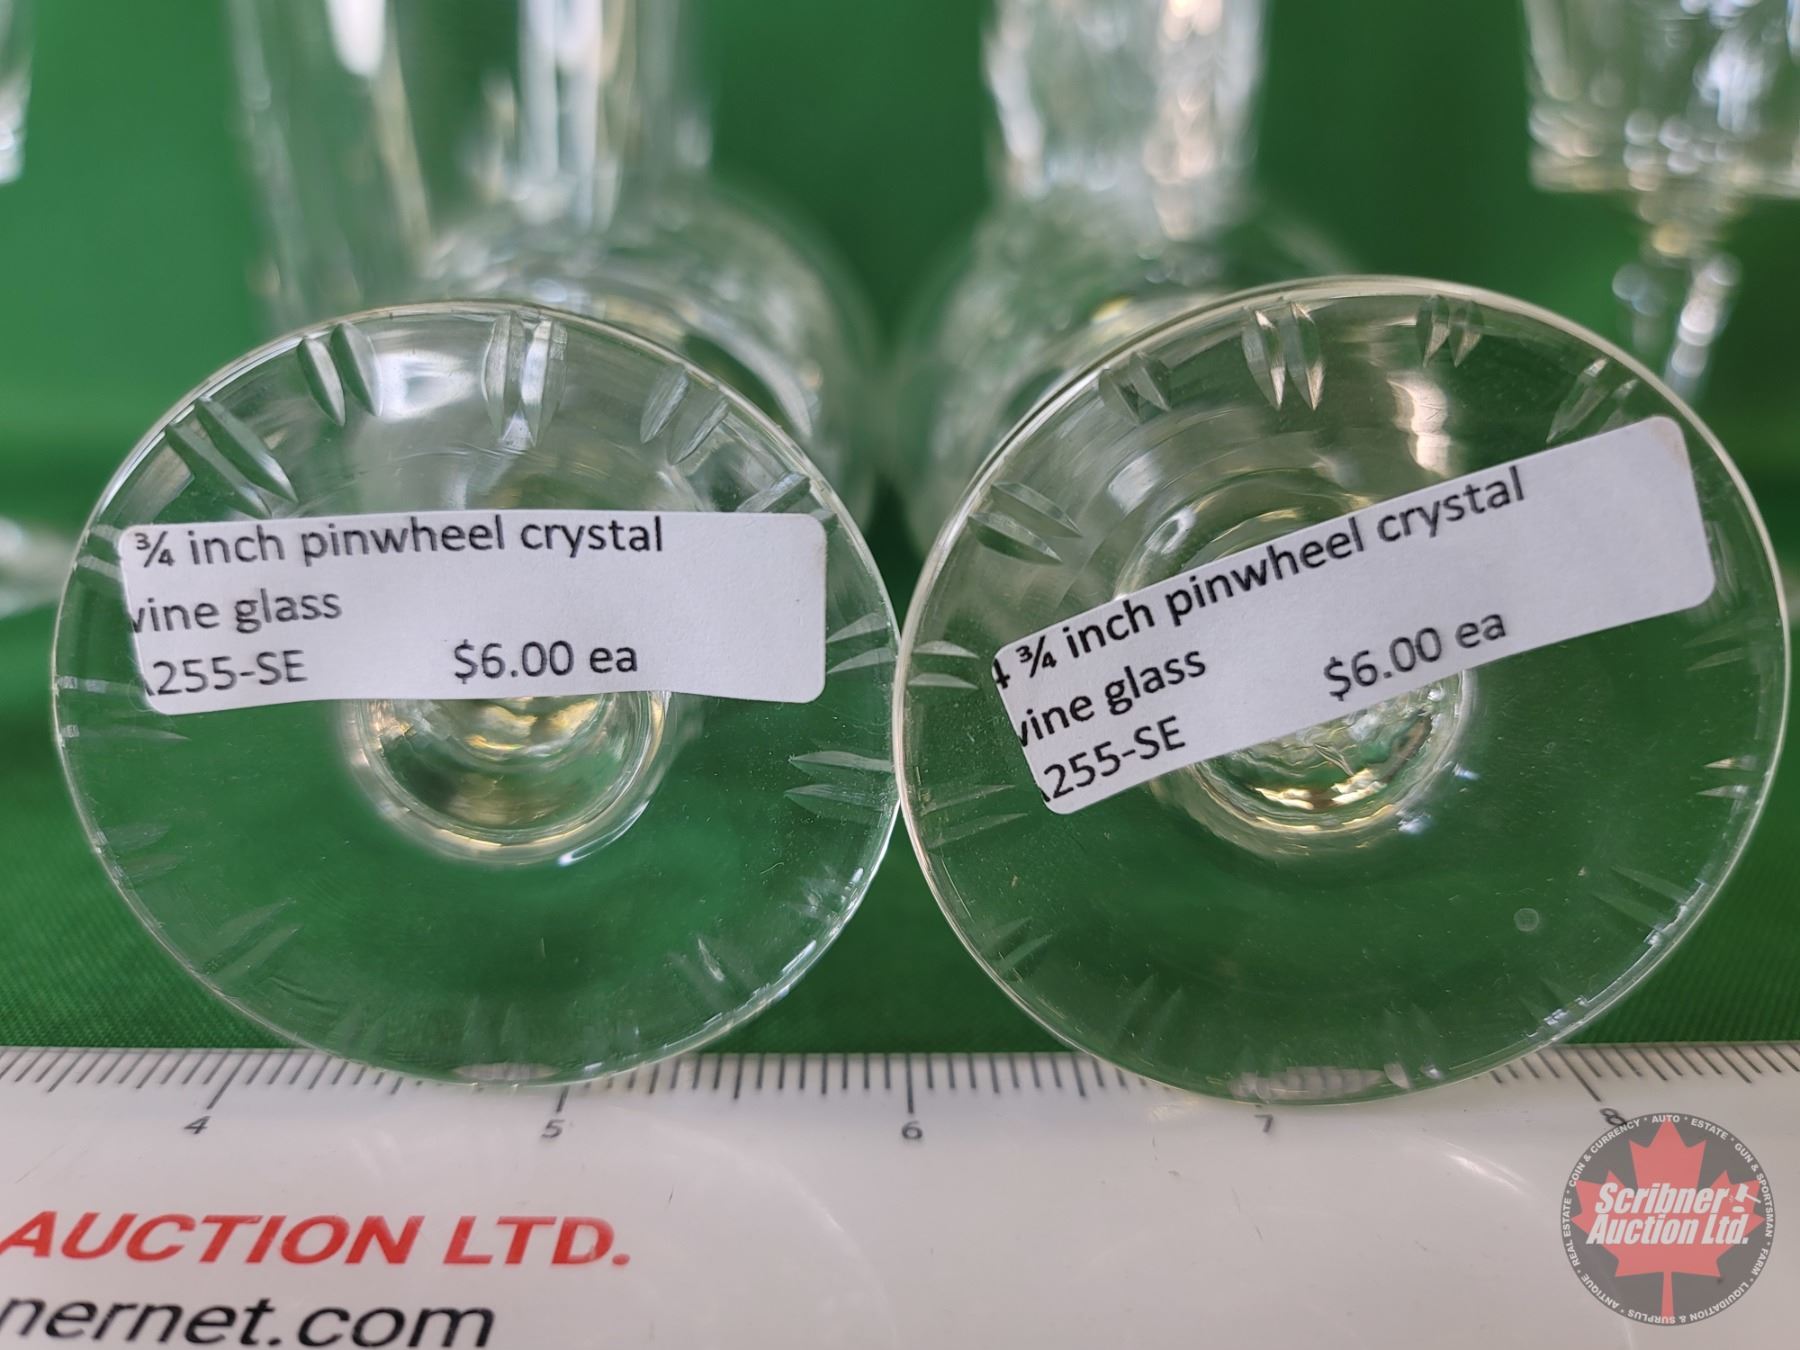 ¾ inch pinwheel crystal
vine glass
255-SE $6.00 ea
4 ¾ inch pinwheel crystal
vine glass
255-SE $6.00 ea
4 5 6 7 8
AUCTION LTD.
nernet.com
COIN & CURRENCY • AUTO • ESTATE • GUN & SPORTSMAN • FARM • LIQUIDATION & SURPLUS • ANTIQUE • REAL ESTATE •
Scribner
Auction Ltd.